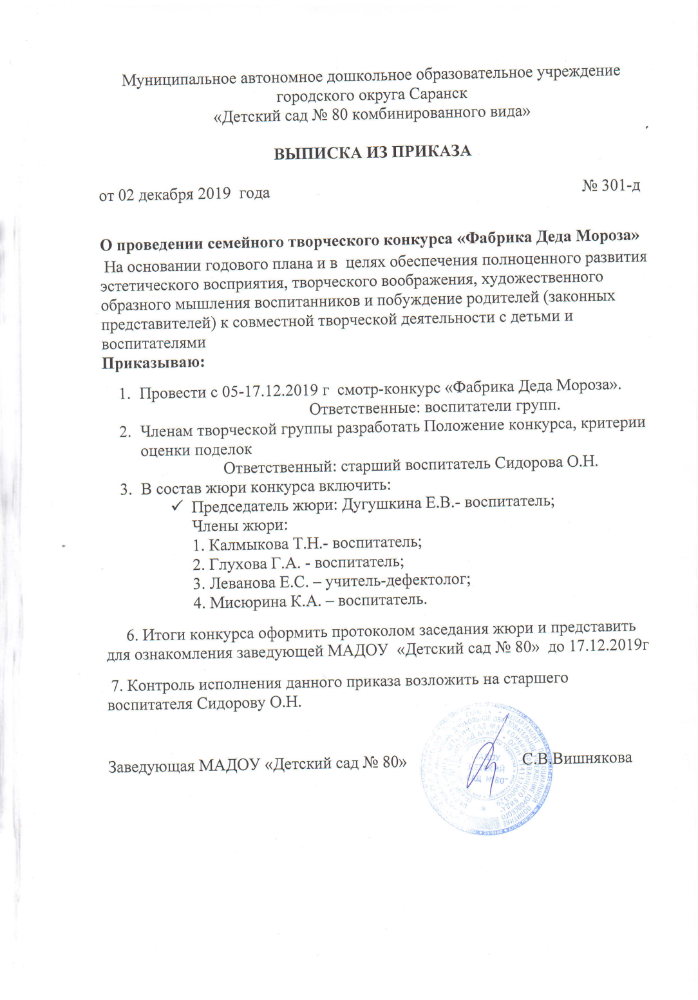 Муниципальное автономное дошкольное образовательное учреждение
городского округа Саранск
«Детский сад № 80 комбинированного вида»
ВЫПИСКА ИЗ ПРИКАЗА
от 02 декабря 2019 года № 301-д
О проведении семейного творческого конкурса «Фабрика Деда Мороза»
На основании годового плана и в целях обеспечения полноценного развития
эстетического восприятия, творческого воображения, художественного
образного мышления воспитанников и побуждение родителей (законных
представителей) к совместной творческой деятельности с детьми и
воспитателями
Приказываю:
1. Провести с 05-17.12.2019 г смотр-конкурс «Фабрика Деда Мороза».
Ответственные: воспитатели групп.
2. Членам творческой группы разработать Положение конкурса, критерии
оценки поделок
Ответственный: старший воспитатель Сидорова О.Н.
3. В состав жюри конкурса включить:
✓ Председатель жюри: Дугушкина Е.В.- воспитатель;
Члены жюри:
1. Калмыкова Т.Н.- воспитатель;
2. Глухова Г.А. - воспитатель;
3. Леванова Е.С. – учитель-дефектолог;
4. Мисюрина К.А. – воспитатель.
6. Итоги конкурса оформить протоколом заседания жюри и представить
для ознакомления заведующей МАДОУ «Детский сад № 80» до 17.12.2019г
7. Контроль исполнения данного приказа возложить на старшего
воспитателя Сидорову О.Н.
Заведующая МАДОУ «Детский сад № 80» С.В.Вишнякова
МАДОУ
ДЕТСКИЙ
САД №80"